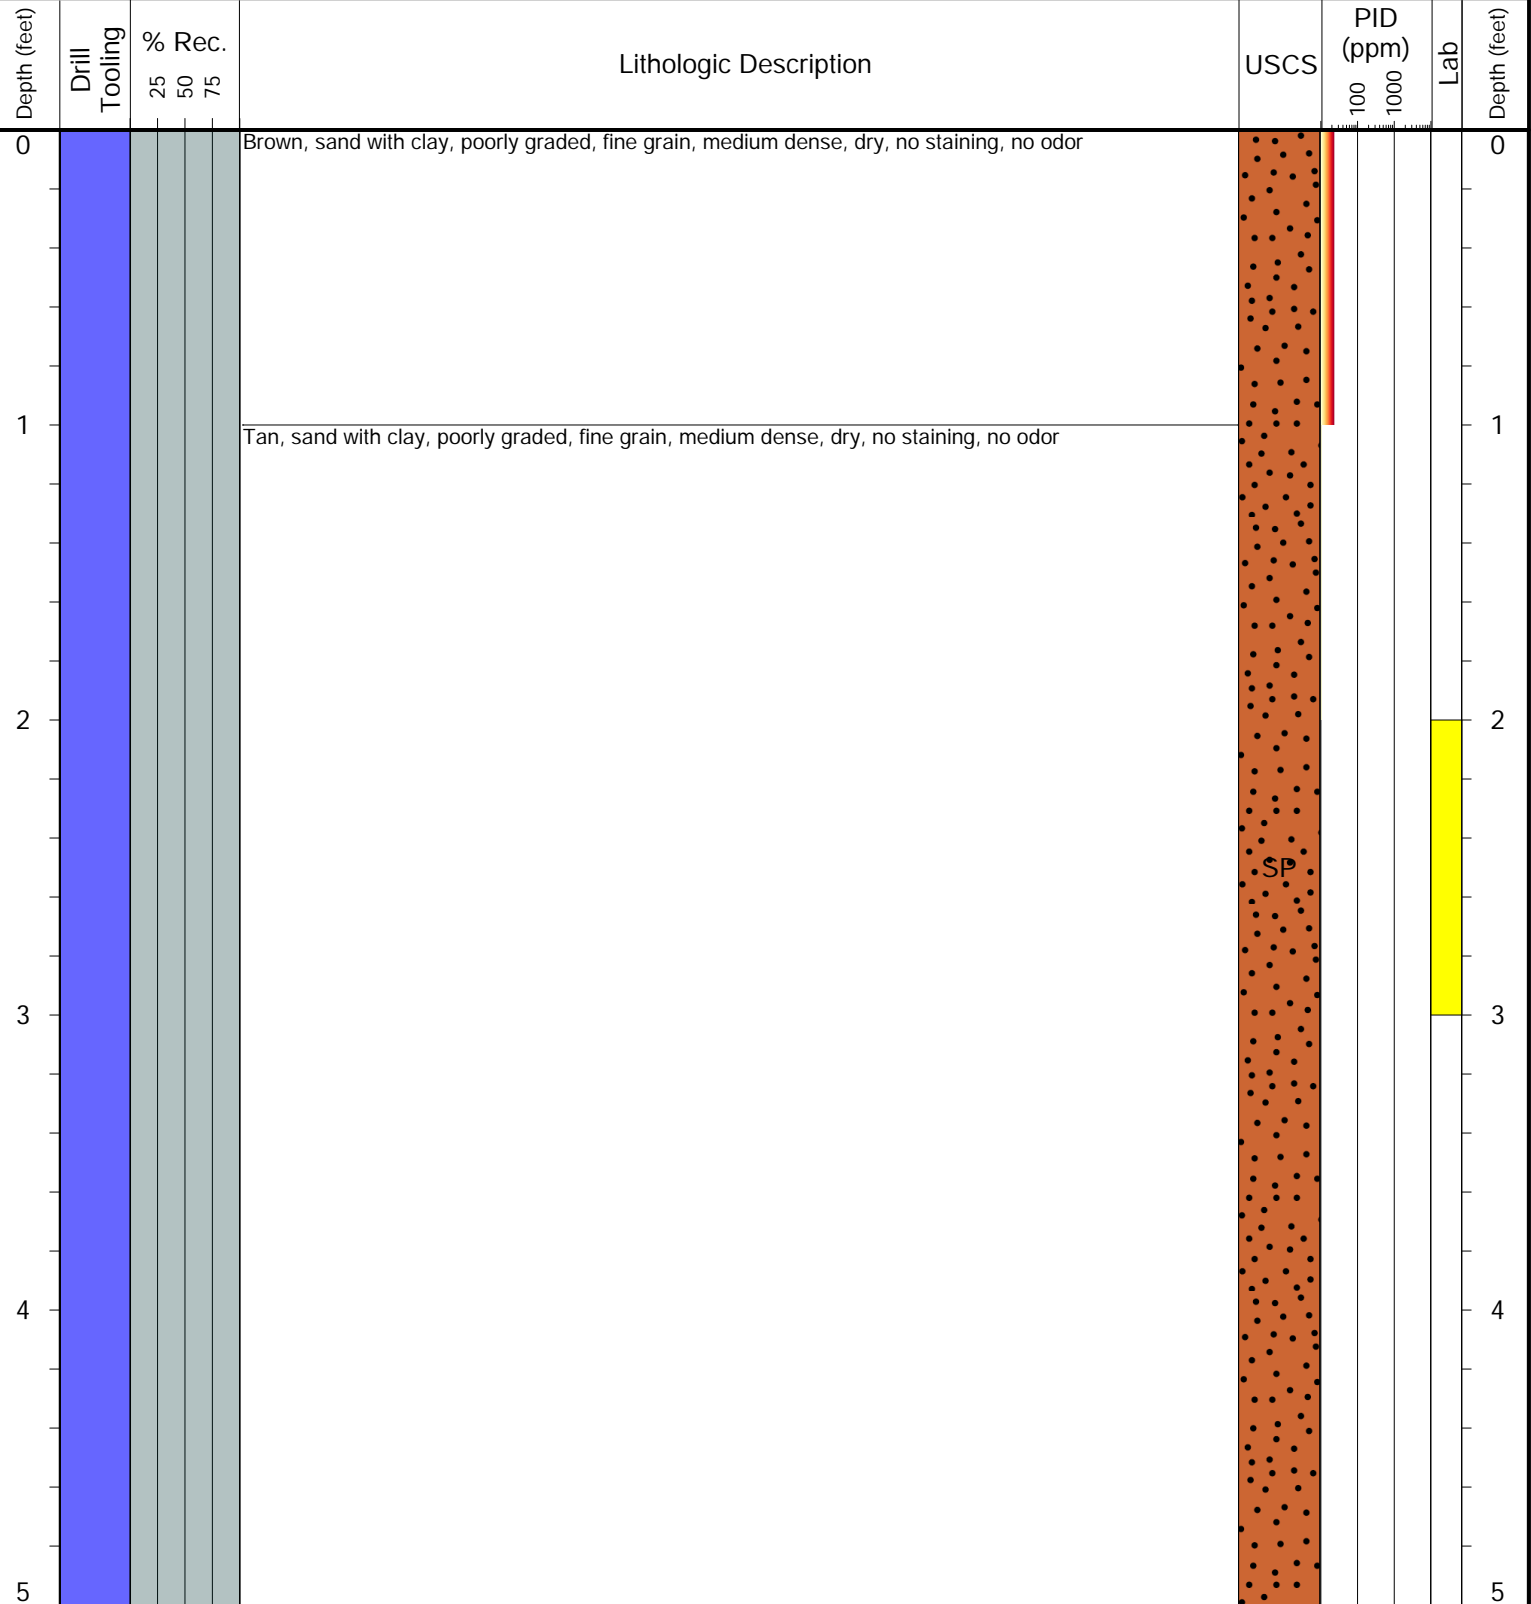 Depth (feet)
Drill
Tooling
% Rec.
25
50
75
Lithologic Description
USCS
PID
(ppm)
100
1000
Lab
Depth (feet)
0
Brown, sand with clay, poorly graded, fine grain, medium dense, dry, no staining, no odor
0
1
Tan, sand with clay, poorly graded, fine grain, medium dense, dry, no staining, no odor
1
2
2
SP
3
3
4
4
5
5